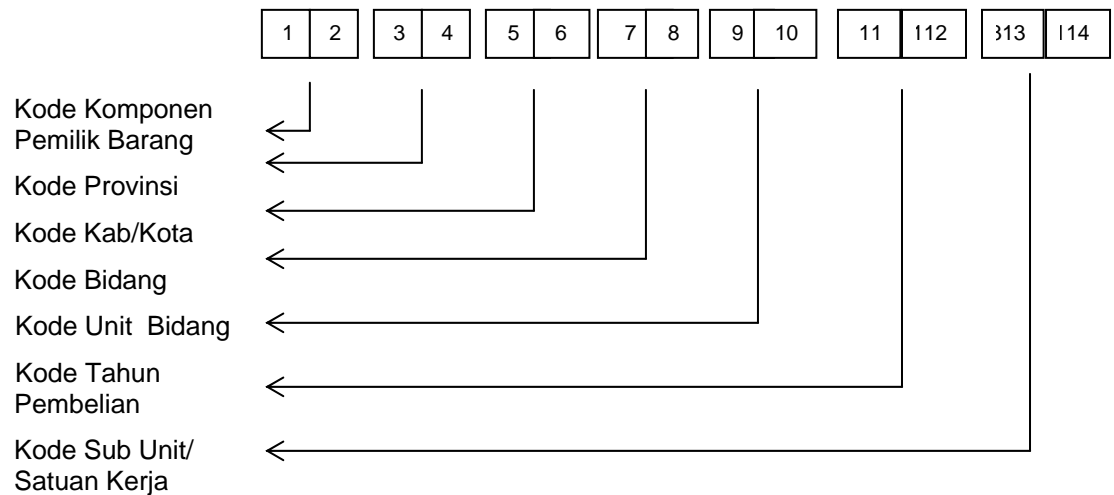 1 2 3 4 5 6 7 8 9 10 11 112 313 114
Kode Komponen
Pemilik Barang
Kode Provinsi
Kode Kab/Kota
Kode Bidang
Kode Unit Bidang
Kode Tahun
Pembelian
Kode Sub Unit/
Satuan Kerja